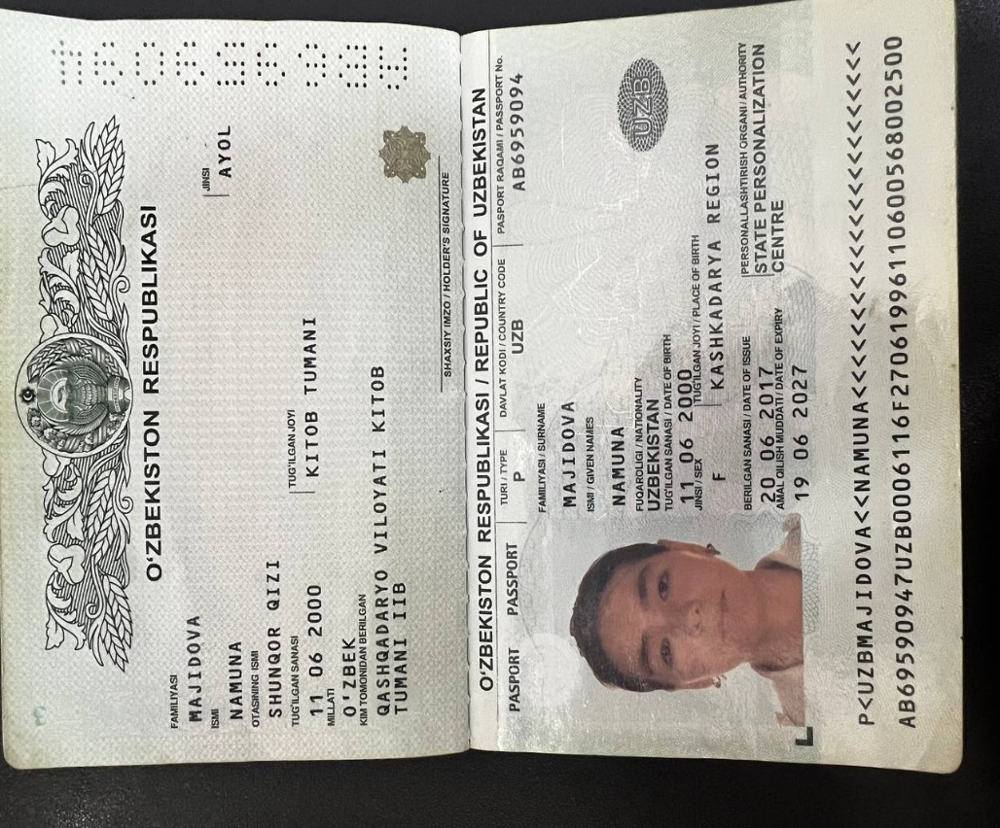 O'ZBEKISTON RESPUBLIKASI
FAMILIYASI
MAJIDOVA
ISMI
NAMUNA
JINSI
AYOL
OTASINING ISMI
SHUNQOR QIZI
TUG'ILGAN SANASI
11 06 2000
TUG'ILGAN JOYI
KITOB TUMANI
MILLATI
O'ZBEK
KIM TOMONIDAN BERILGAN
QASHQADARYO VILOYATI KITOB
TUMANI IIB
SHAXSIY IMZO / HOLDER'S SIGNATURE
O'ZBEKISTON RESPUBLIKASI / REPUBLIC OF UZBEKISTAN
PASSPORT PASSPORT
TURI / TYPE
P
DAVLAT KODI / COUNTRY CODE
UZB
PASPORT RAQAMI / PASSPORT No.
AB6959094
FAMILIYASI / SURNAME
MAJIDOVA
ISMI / GIVEN NAMES
NAMUNA
UZB
FUQAROLIGI / NATIONALITY
UZBEKISTAN
TUG'ILGAN SANASI / DATE OF BIRTH
11 06 2000
JINSI / SEX
F
TUG'ILGAN JOYI / PLACE OF BIRTH
KASHKADARYA REGION
BERILGAN SANASI / DATE OF ISSUE
20 06 2017
PERSONALLASHTIRISH ORGANI / AUTHORITY
STATE PERSONALIZATION
CENTRE
AMAL QILISH MUDDATI / DATE OF EXPIRY
19 06 2027
P<UZBMAJIDOVA<<NAMUNA<<<<<<<<<<<<<<<<<<<<<<<
AB69590947UZB0006116F27061996110600568002500